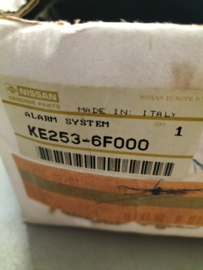 NISSAN
GENUINE PARTS
MADE IN: ITALY
NISSAN EUROPE
ALARM SYSTEM
QTY
KE253-6F000
1